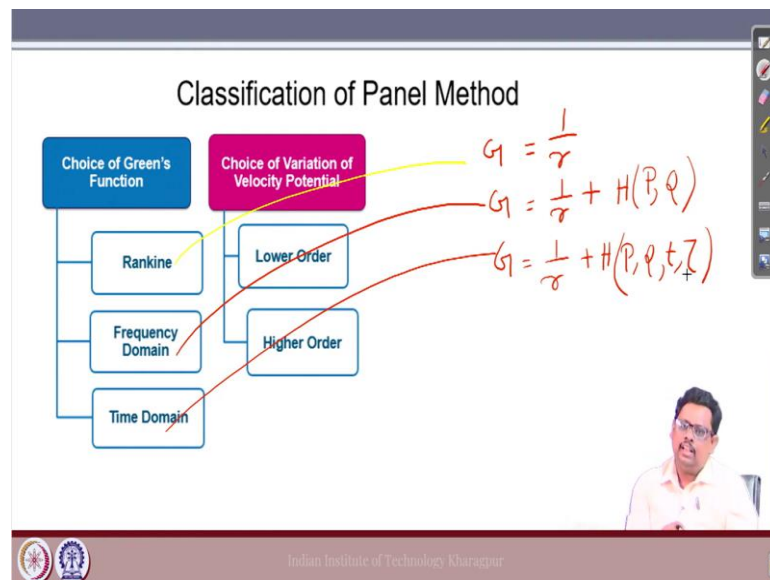 Classification of Panel Method
Choice of Green's
Function
Rankine
Frequency
Domain
Time Domain
Choice of Variation of
Velocity Potential
Lower Order
Higher Order
G = 1/r
G = 1/r + H(P,Q)
G = 1/r + H(P,Q,t,τ)
Indian Institute of Technology Kharagpur